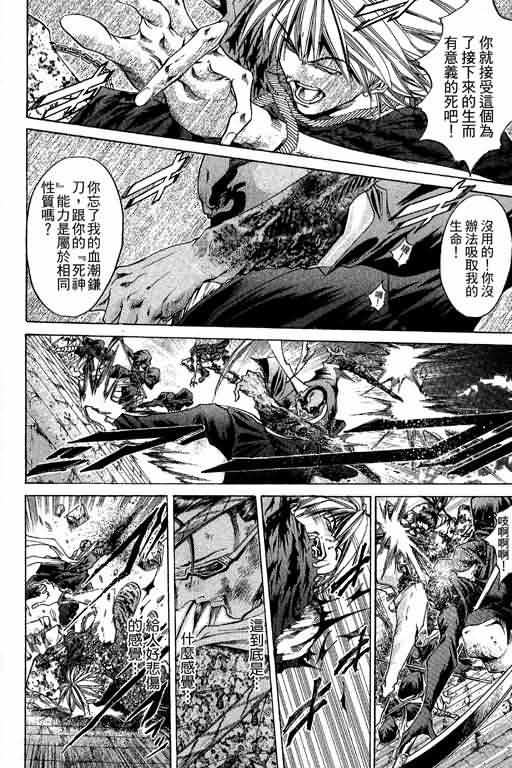 你就接受這個為
了接下來的生而
有意義的死吧！
沒用的！你沒
辦法吸取我的
生命！
你忘了我的血潮鎌
刀，跟你的『死神
』能力是屬於相同
性質嗎？
吱啊啊啊！
這到底是…
什麼感覺…
給人好悲傷
的感覺…